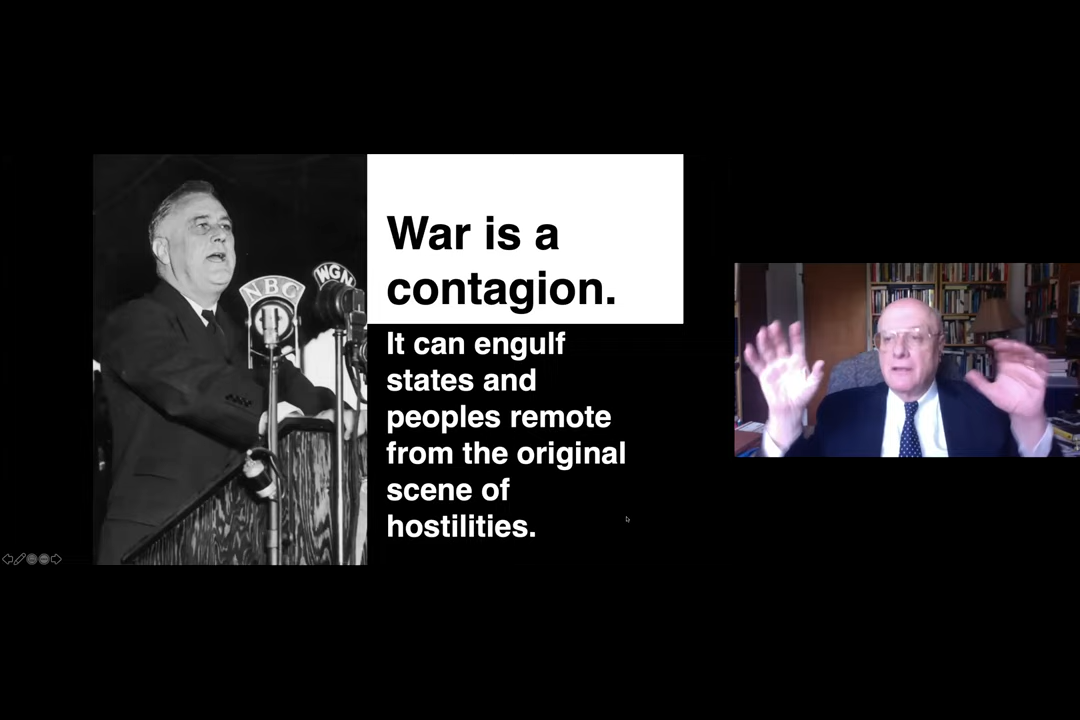 NBC
WGN
War is a
contagion.
It can engulf
states and
peoples remote
from the original
scene of
hostilities.